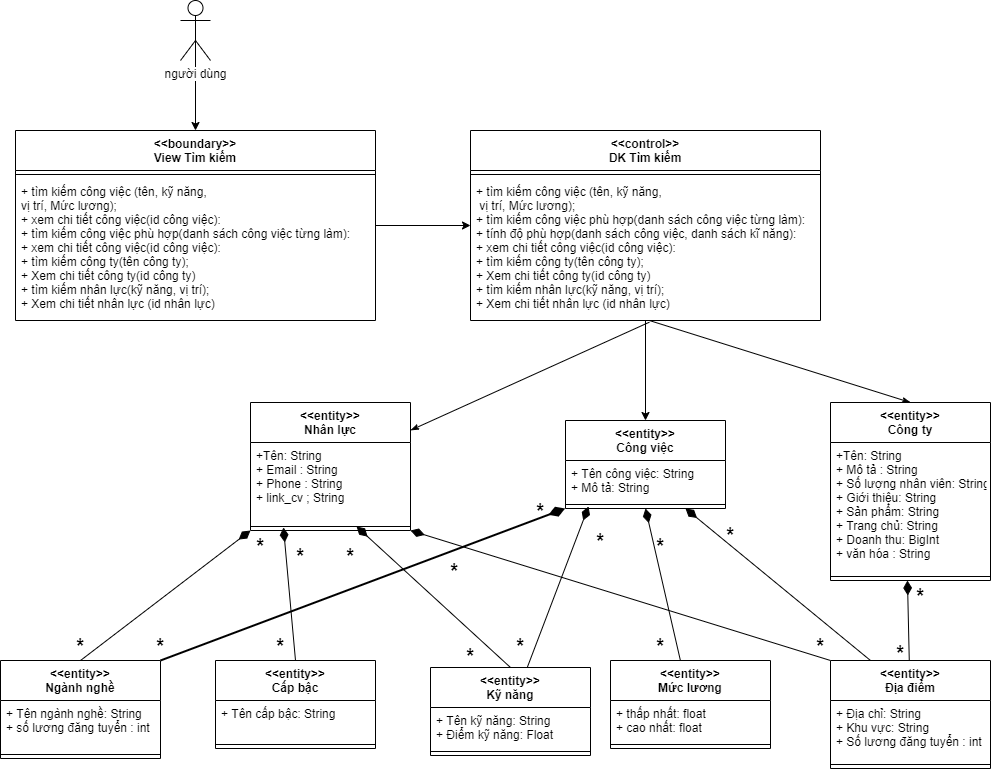 người dùng
<<boundary>>
View Tìm kiếm
+ tìm kiếm công việc (tên, kỹ năng,
vị trí, Mức lương);
+ xem chi tiết công việc(id công việc):
+ tìm kiếm công việc phù hợp(danh sách công việc từng làm):
+ xem chi tiết công việc(id công việc):
+ tìm kiếm công ty(tên công ty);
+ Xem chi tiết công ty(id công ty)
+ tìm kiếm nhân lực(kỹ năng, vị trí);
+ Xem chi tiết nhân lực (id nhân lực)
<<control>>
DK Tìm kiếm
+ tìm kiếm công việc (tên, kỹ năng,
vị trí, Mức lương);
+ tìm kiếm công việc phù hợp(danh sách công việc từng làm):
+ tính độ phù hợp(danh sách công việc, danh sách kĩ năng):
+ xem chi tiết công việc(id công việc):
+ tìm kiếm công ty(tên công ty);
+ Xem chi tiết công ty(id công ty)
+ tìm kiếm nhân lực(kỹ năng, vị trí);
+ Xem chi tiết nhân lực (id nhân lực)
<<entity>>
Nhân lực
+Tên: String
+ Email : String
+ Phone : String
+ link_cv ; String
<<entity>>
Công việc
+ Tên công việc: String
+ Mô tả: String
<<entity>>
Công ty
+Tên: String
+ Mô tả : String
+ Số lượng nhân viên: String
+ Giới thiệu: String
+ Sản phẩm: String
+ Trang chủ: String
+ Doanh thu: BigInt
+ văn hóa : String
* * * * * * * * *
* * * * * * * * *
<<entity>>
Ngành nghề
+ Tên ngành nghề: String
+ số lương đăng tuyển : int
<<entity>>
Cấp bậc
+ Tên cấp bậc: String
<<entity>>
Kỹ năng
+ Tên kỹ năng: String
+ Điểm kỹ năng: Float
<<entity>>
Mức lương
+ thấp nhất: float
+ cao nhất: float
<<entity>>
Địa điểm
+ Địa chỉ: String
+ Khu vực: String
+ Số lương đăng tuyển : int